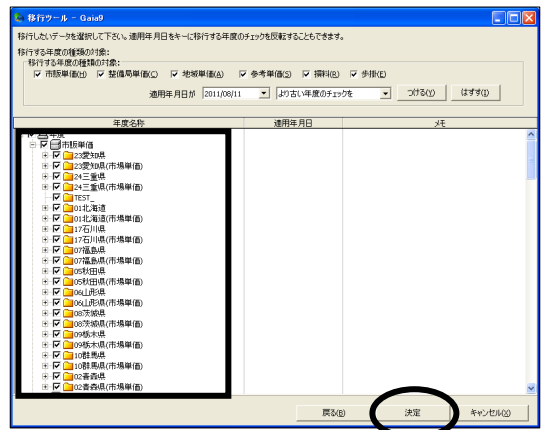 移行ツール - Gaia9
移行したいデータを選択して下さい。適用年月日をキーに移行する年度のチェックを反転することもできます。
移行する年度の種類の対象:
移行する年度の種類の対象:
市販単価(H) 整備局単価(C) 地域単価(A) 参考単価(S) 損料(R) 歩掛(E)
適用年月日が 2011/08/11 より古い年度のチェックを つける(Y) はずす(I)
年度名称 適用年月日 メモ
年度
市販単価
23愛知県
23愛知県(市場単価)
24三重県
24三重県(市場単価)
TEST_
01北海道
01北海道(市場単価)
17石川県
17石川県(市場単価)
07福島県
07福島県(市場単価)
05秋田県
05秋田県(市場単価)
06山形県
06山形県(市場単価)
08茨城県
08茨城県(市場単価)
09栃木県
09栃木県(市場単価)
10群馬県
10群馬県(市場単価)
02青森県
02青森県(市場単価)
戻る(B) 決定 キャンセル(X)